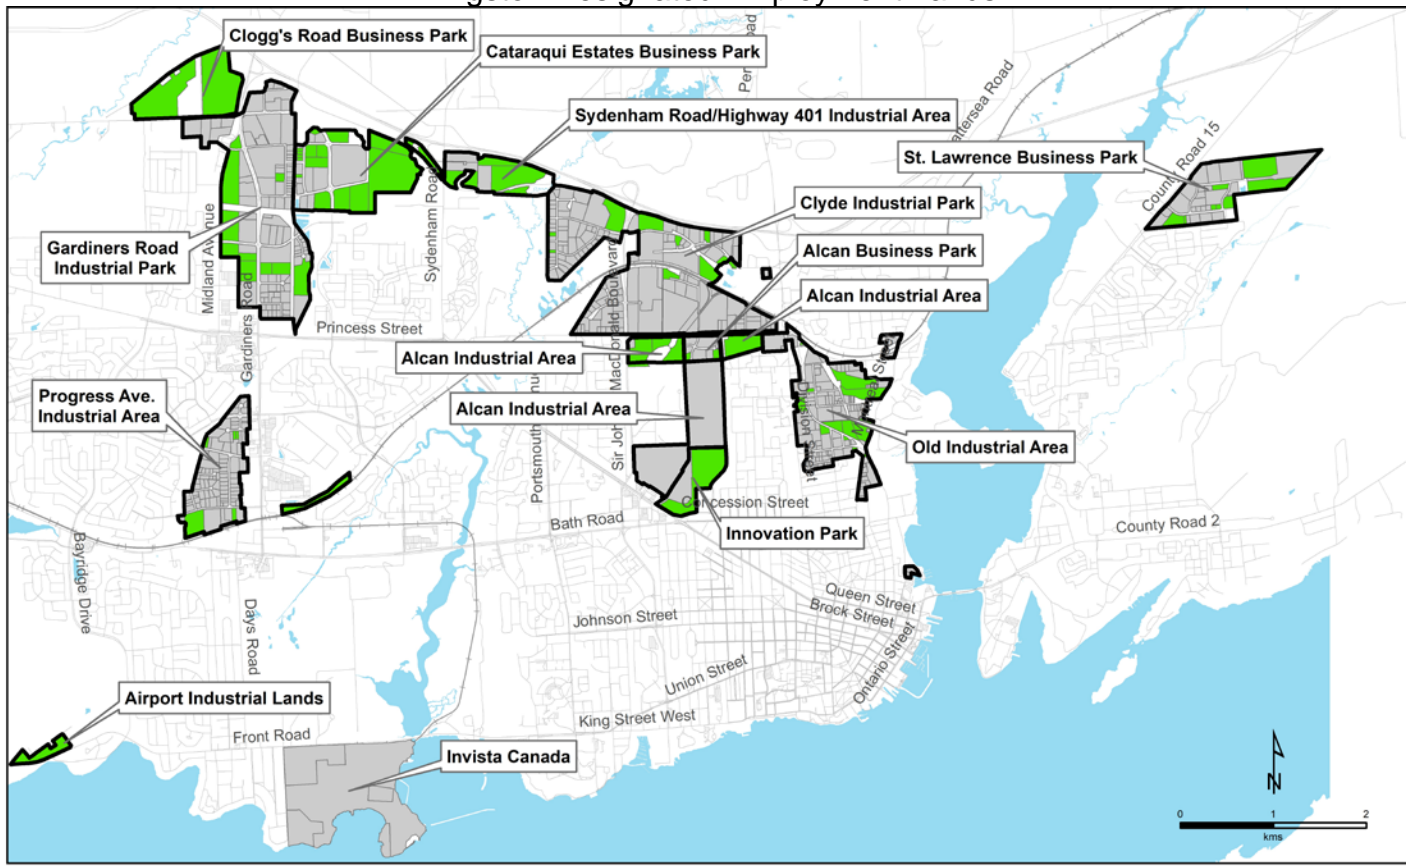 Clogg's Road Business Park
Cataraqui Estates Business Park
Sydenham Road/Highway 401 Industrial Area
St. Lawrence Business Park
County Road 15
Clyde Industrial Park
Gardiners Road
Industrial Park
Midland Avenue
Gardiners Road
Sydenham Road
Alcan Business Park
Alcan Industrial Area
Princess Street
Alcan Industrial Area
Sir John MacDonald Boulevard
Progress Ave.
Industrial Area
Alcan Industrial Area
Division Street
Old Industrial Area
Concession Street
Bath Road
Innovation Park
County Road 2
Bayridge Drive
Days Road
Queen Street
Brock Street
Johnson Street
Ontario Street
Union Street
Airport Industrial Lands
King Street West
Front Road
Invista Canada
N
0 1 2
kms